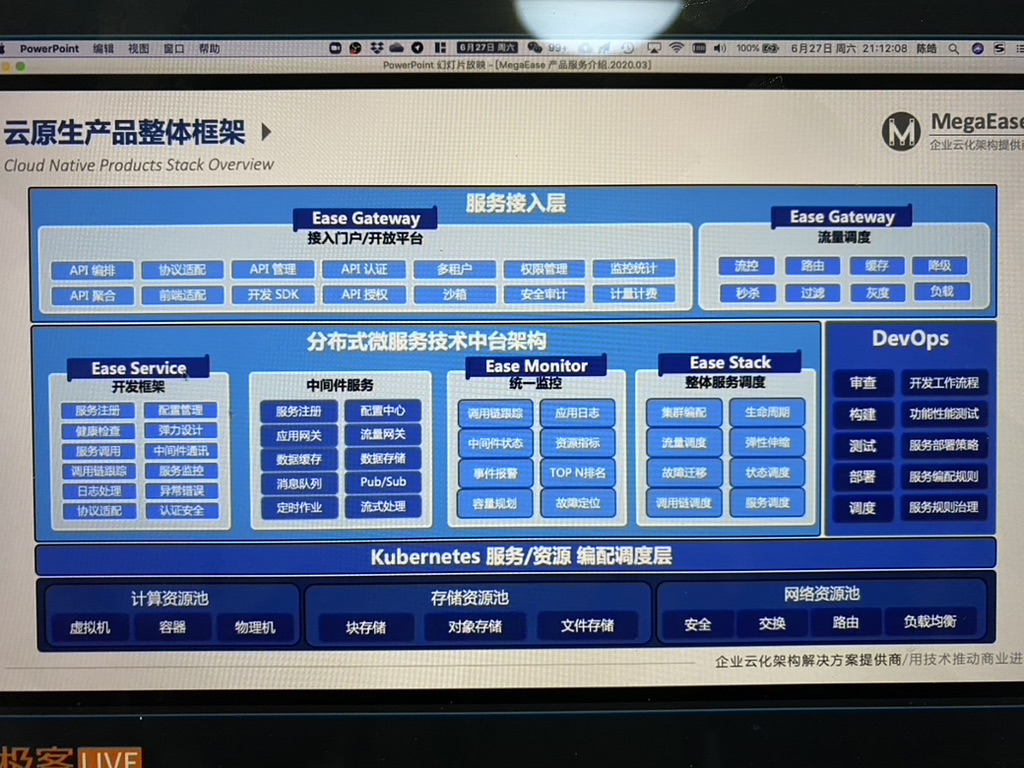 PowerPoint 编辑 视图 窗口 帮助 6月27日 周六 99+ 100% 6月27日 周六 21:12:08 陈皓
PowerPoint 幻灯片放映 - [MegaEase 产品服务介绍.2020.03]
云原生产品整体框架
Cloud Native Products Stack Overview
MegaEase
企业云化架构提供商
服务接入层
Ease Gateway
接入门户/开放平台
API 编排 协议适配 API 管理 API 认证 多租户 权限管理 监控统计
API 聚合 前端适配 开发 SDK API 授权 沙箱 安全审计 计量计费
Ease Gateway
流量调度
流控 路由 缓存 降级
秒杀 过滤 灰度 负载
分布式微服务技术中台架构
Ease Service
开发框架
服务注册 配置管理
健康检查 弹力设计
服务调用 中间件通讯
调用链跟踪 服务监控
日志处理 异常错误
协议适配 认证安全
中间件服务
服务注册 配置中心
应用网关 流量网关
数据缓存 数据存储
消息队列 Pub/Sub
定时作业 流式处理
Ease Monitor
统一监控
调用链跟踪 应用日志
中间件状态 资源指标
事件报警 TOP N排名
容量规划 故障定位
Ease Stack
整体服务调度
集群编配 生命周期
流量调度 弹性伸缩
故障迁移 状态调度
调用链调度 服务调度
DevOps
审查 开发工作流程
构建 功能性能测试
测试 服务部署策略
部署 服务编配规则
调度 服务规则治理
Kubernetes 服务/资源 编配调度层
计算资源池
虚拟机 容器 物理机
存储资源池
块存储 对象存储 文件存储
网络资源池
安全 交换 路由 负载均衡
企业云化架构解决方案提供商/用技术推动商业进
极客LIVE